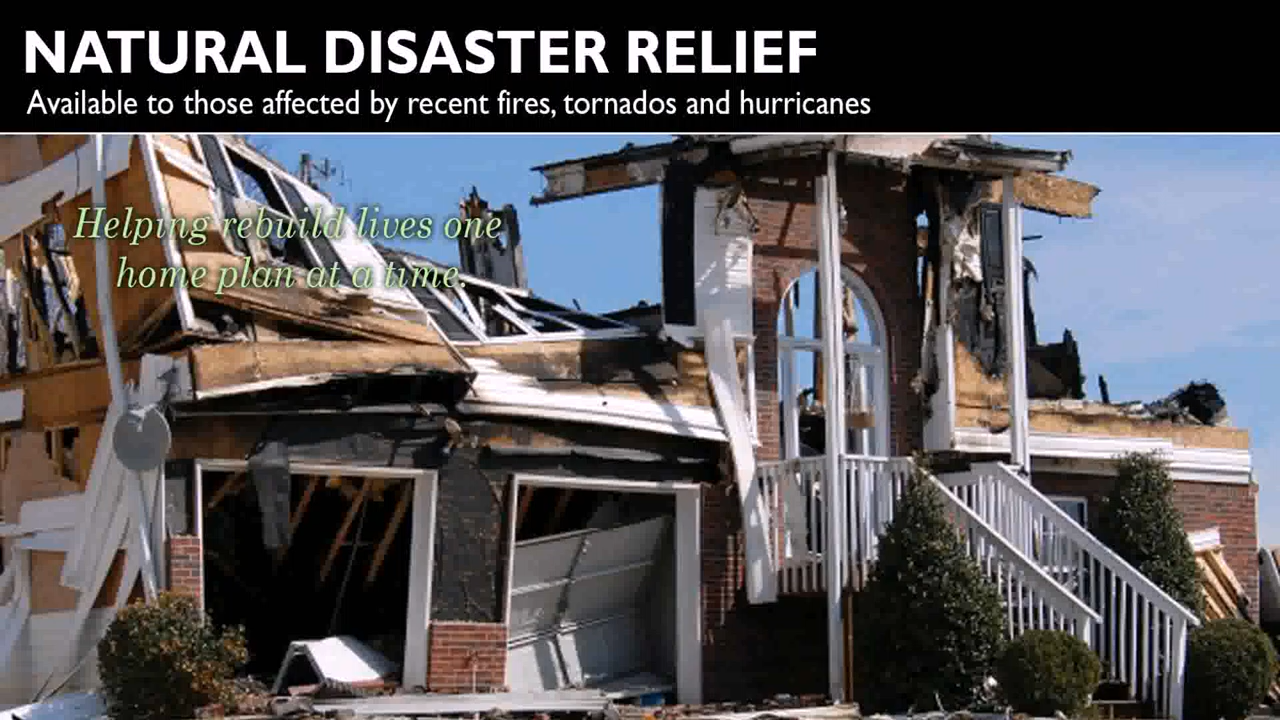 NATURAL DISASTER RELIEF
Available to those affected by recent fires, tornados and hurricanes
Helping rebuild lives one
home plan at a time.